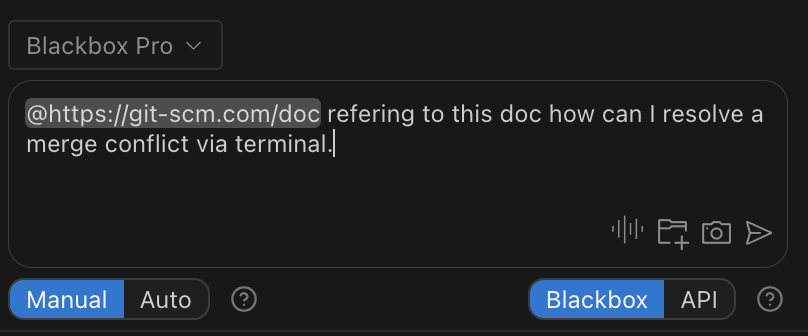 Blackbox Pro
@https://git-scm.com/doc refering to this doc how can I resolve a
merge conflict via terminal.
Manual Auto ? Blackbox API ?